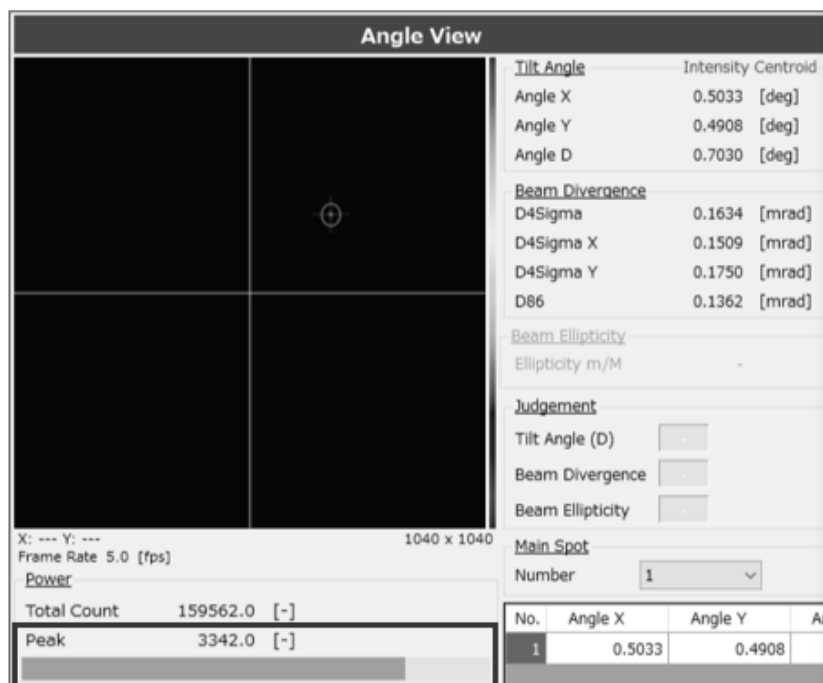 Angle View
Tilt Angle Intensity Centroid
Angle X 0.5033 [deg]
Angle Y 0.4908 [deg]
Angle D 0.7030 [deg]
Beam Divergence
D4Sigma 0.1634 [mrad]
D4Sigma X 0.1509 [mrad]
D4Sigma Y 0.1750 [mrad]
D86 0.1362 [mrad]
Beam Ellipticity
Ellipticity m/M -
Judgement
Tilt Angle (D) -
Beam Divergence -
Beam Ellipticity -
X: --- Y: --- 1040 x 1040
Frame Rate 5.0 [fps]
Power
Total Count 159562.0 [-]
Peak 3342.0 [-]
Main Spot
Number 1
No. Angle X Angle Y
1 0.5033 0.4908